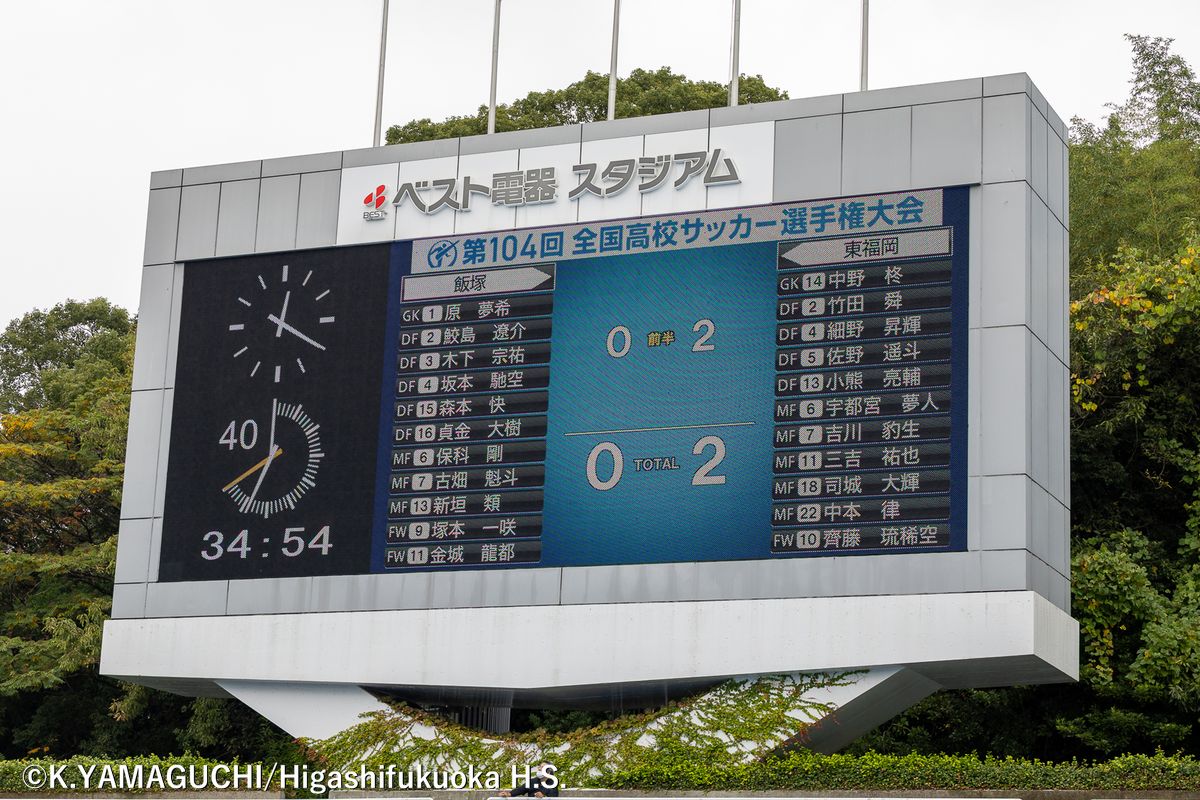 BEST ベスト電器 スタジアム
第104回 全国高校サッカー選手権大会
飯塚
GK 1 原 夢希
DF 2 鮫島 遼介
DF 3 木下 宗祐
DF 4 坂本 馳空
DF 15 森本 快
DF 16 貞金 大樹
MF 6 保科 剛
MF 7 古畑 魁斗
MF 13 新垣 類
FW 9 塚本 一咲
FW 11 金城 龍都
0 前半 2
0 TOTAL 2
東福岡
GK 14 中野 柊
DF 2 竹田 舜
DF 4 細野 昇輝
DF 5 佐野 遥斗
DF 13 小熊 亮輔
MF 6 宇都宮 夢人
MF 7 吉川 豹生
MF 11 三吉 祐也
MF 18 司城 大輝
MF 22 中本 律
FW 10 齊藤 琉稀空
40
34:54
©K.YAMAGUCHI/Higashifukuoka H.S.